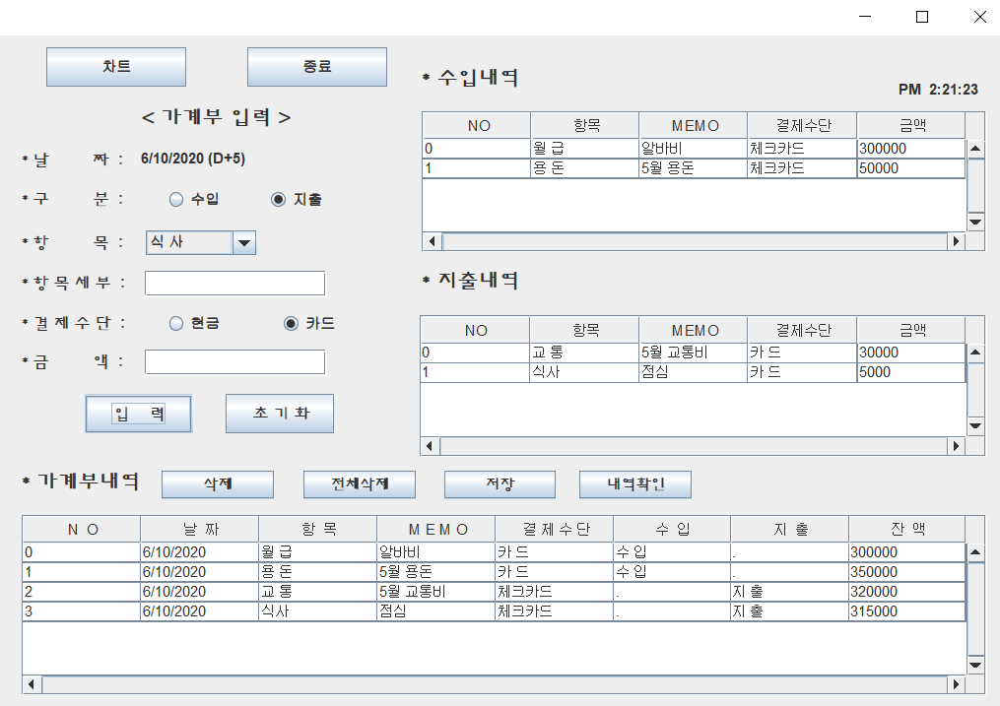 차트 종료
< 가계부 입력 >
* 날 짜 : 6/10/2020 (D+5)
* 구 분 : 수입 지출
* 항 목 : 식 사
* 항 목 세 부 :
* 결 제 수 단 : 현금 카드
* 금 액 :
입 력 초 기 화
* 수입내역
PM 2:21:23
NO 항목 MEMO 결제수단 금액
0 월 급 알바비 체크카드 300000
1 용 돈 5월 용돈 체크카드 50000
* 지출내역
NO 항목 MEMO 결제수단 금액
0 교 통 5월 교통비 카 드 30000
1 식사 점심 카 드 5000
* 가계부내역 삭제 전체삭제 저장 내역확인
N O 날 짜 항 목 M E M O 결 제 수 단 수 입 지 출 잔 액
0 6/10/2020 월 급 알바비 카 드 수 입 . 300000
1 6/10/2020 용 돈 5월 용돈 카 드 수 입 . 350000
2 6/10/2020 교 통 5월 교통비 체크카드 . 지 출 320000
3 6/10/2020 식사 점심 체크카드 . 지 출 315000